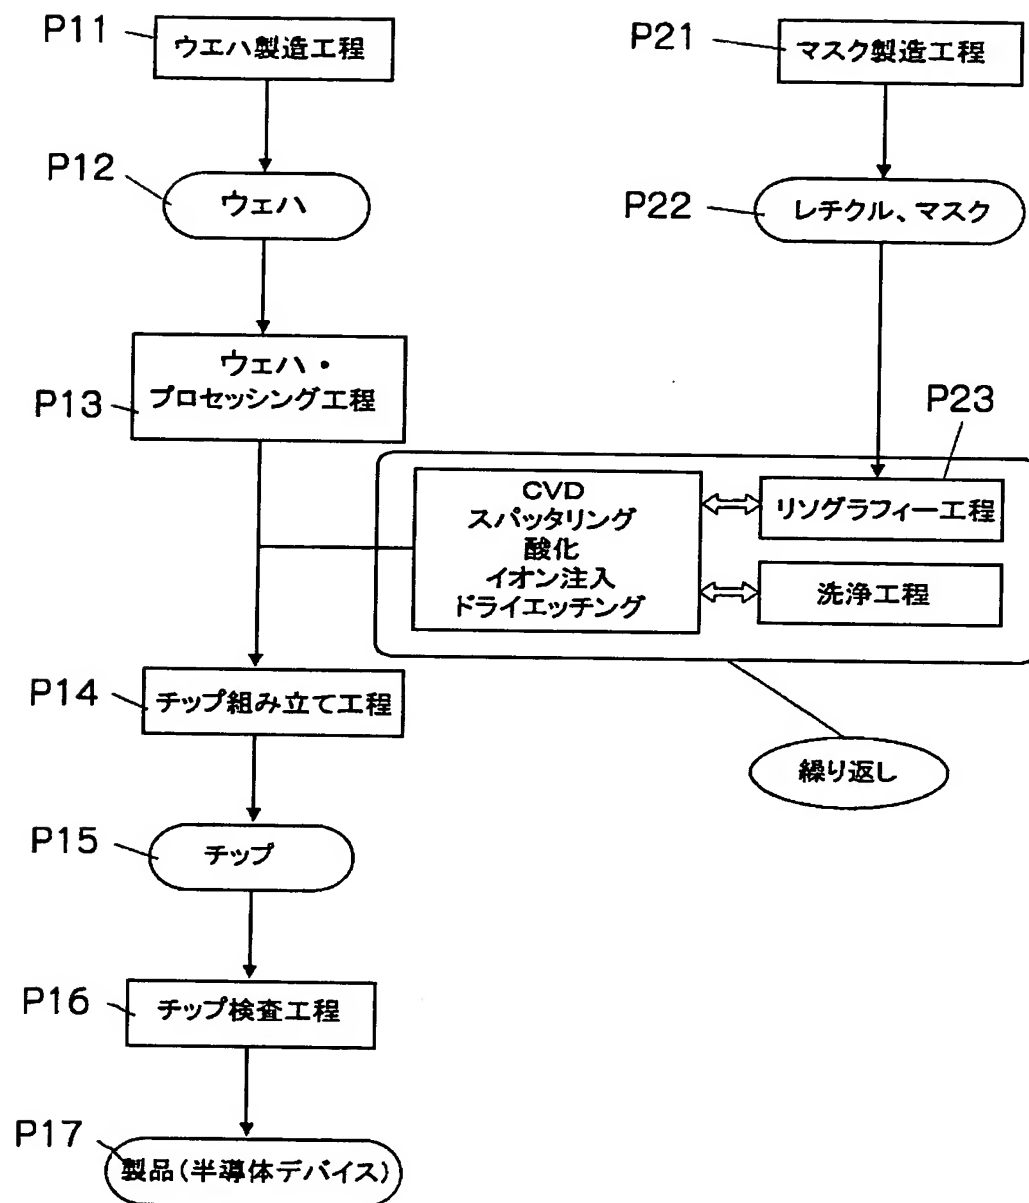 P11
ウエハ製造工程
P12
ウェハ
P13
ウェハ・
プロセッシング工程
P14
チップ組み立て工程
P15
チップ
P16
チップ検査工程
P17
製品(半導体デバイス)
P21
マスク製造工程
P22
レチクル、マスク
P23
リソグラフィー工程
CVD
スパッタリング
酸化
イオン注入
ドライエッチング
洗浄工程
繰り返し